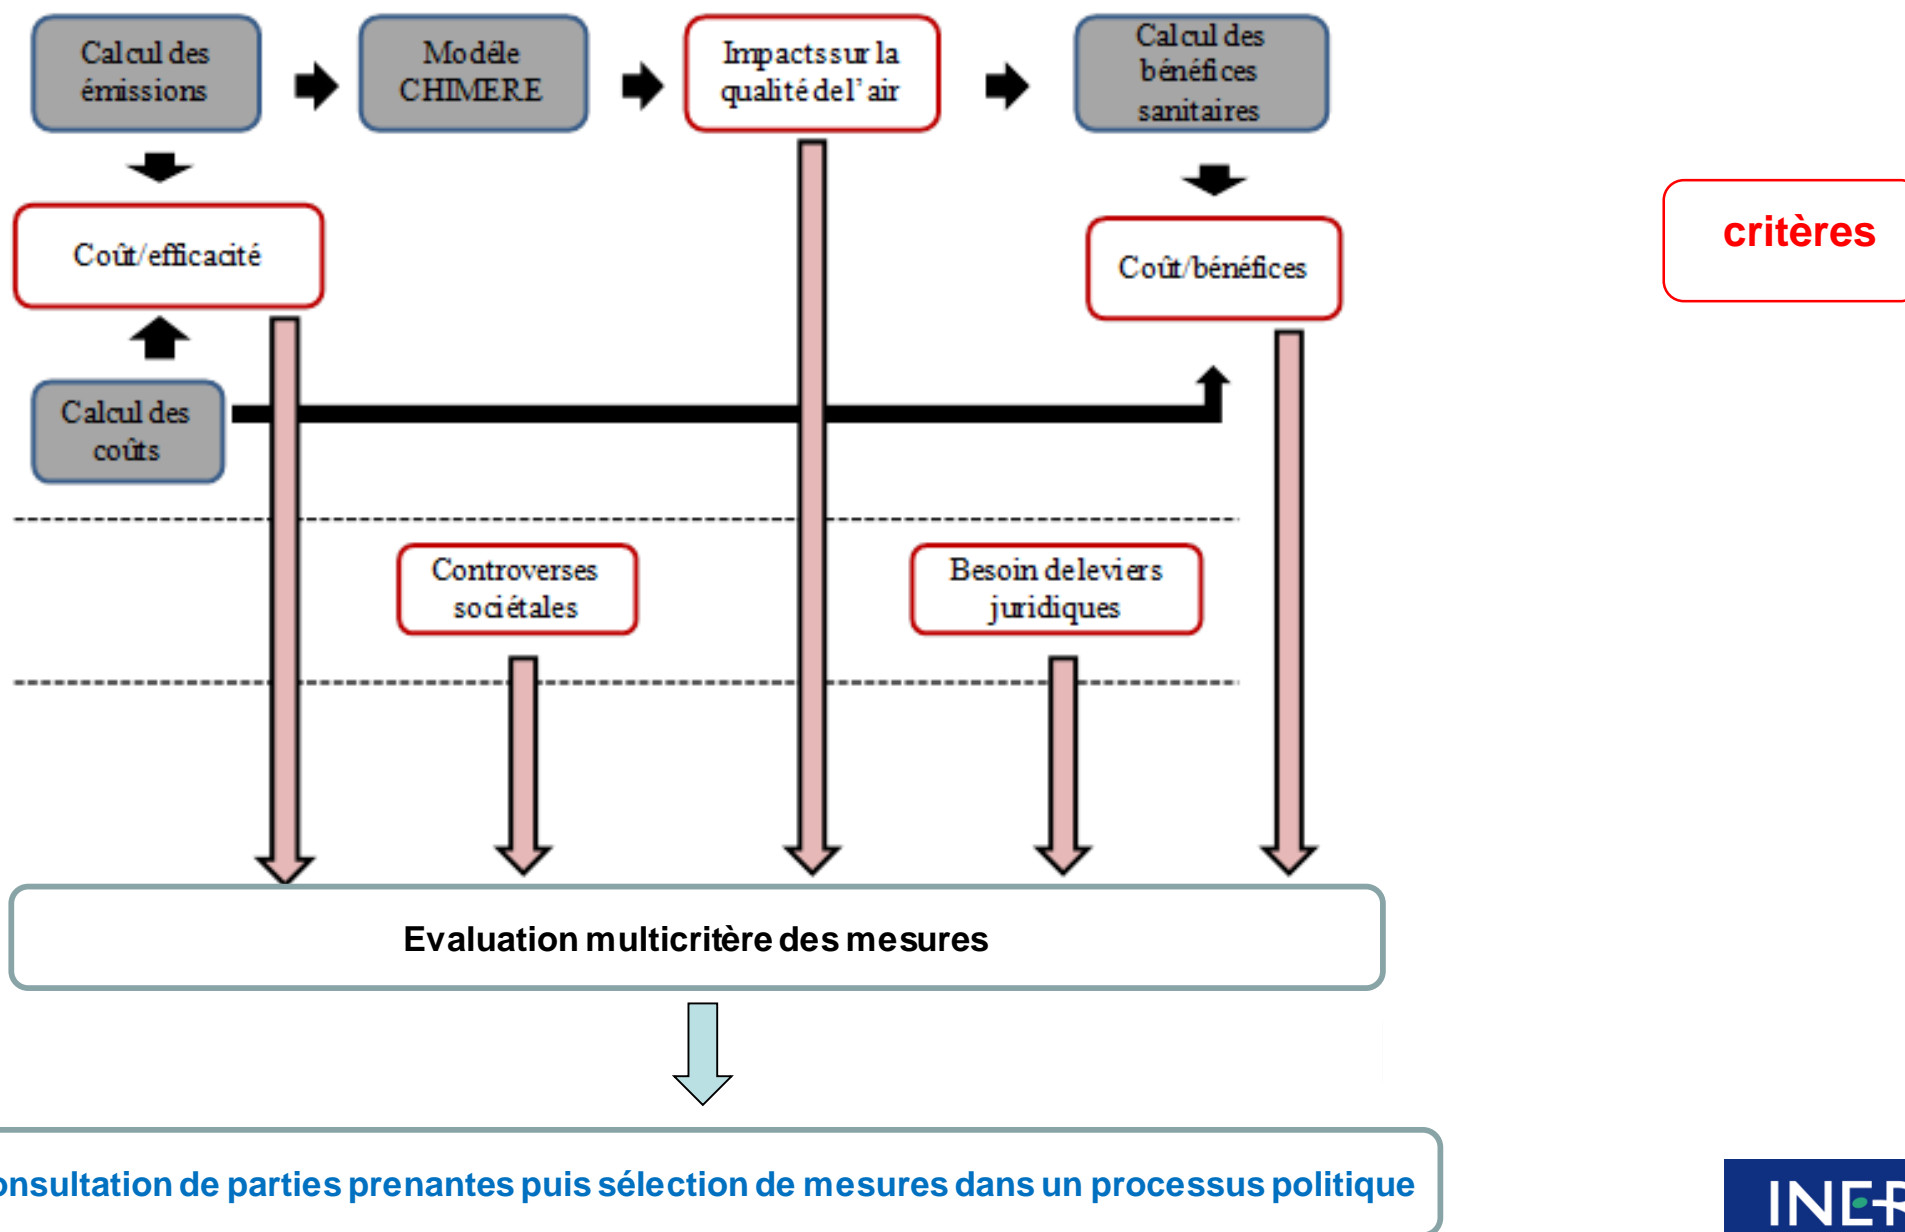 Calcul des
émissions
Modéle
CHIMERE
Impacts sur la
qualité de l'air
Calcul des
bénéfices
sanitaires
critères
Coût/efficacité
Coût/bénéfices
Calcul des
coûts
Controverses
sociétales
Besoin de leviers
juridiques
Evaluation multicritère des mesures
onsultation de parties prenantes puis sélection de mesures dans un processus politique
INER